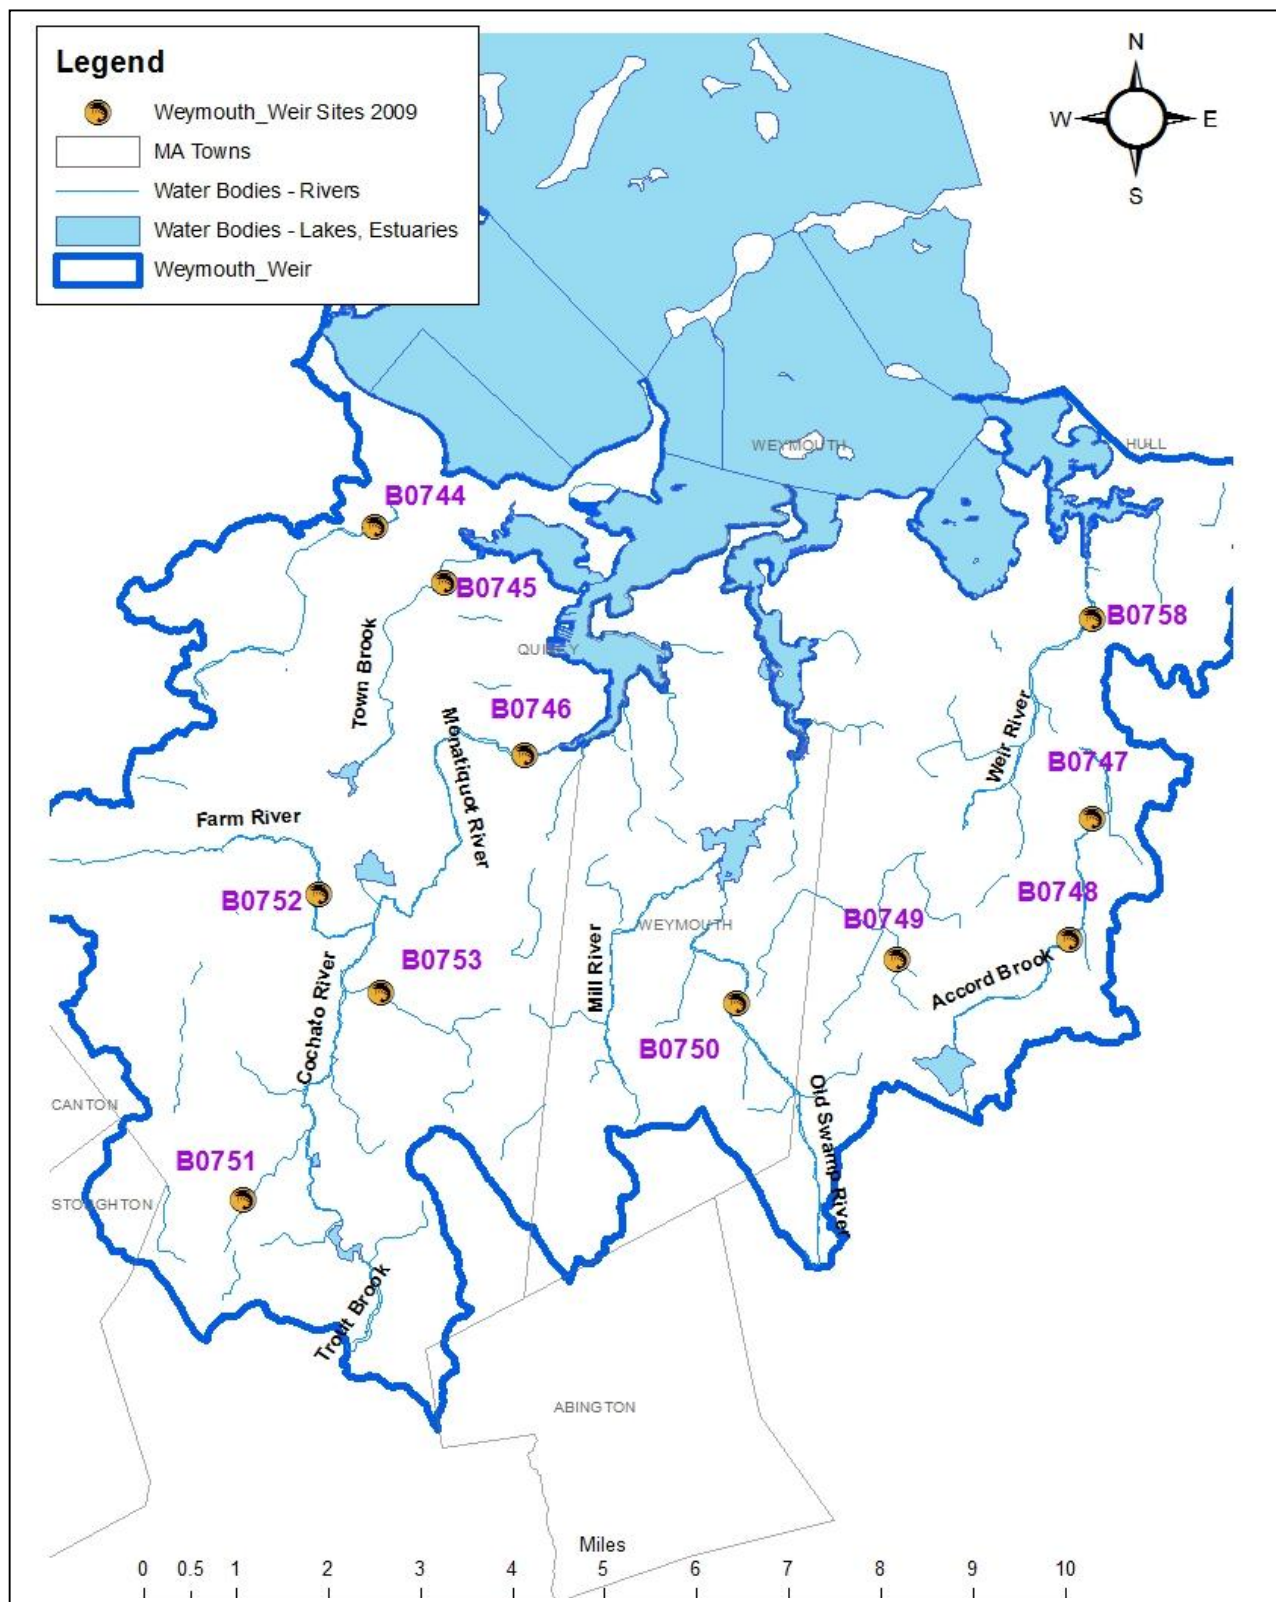 Legend
Weymouth_Weir Sites 2009
MA Towns
Water Bodies - Rivers
Water Bodies - Lakes, Estuaries
Weymouth_Weir
N
W
E
S
WEYMOUTH
HULL
B0744
B0745
B0758
Town Brook
QUINCY
B0746
Monatiquot River
Weir River
B0747
Farm River
B0752
B0748
B0749
WEYMOUTH
B0753
Mill River
Accord Brook
Cochato River
B0750
CANTON
Old Swamp River
B0751
STOUGHTON
Trout Brook
ABINGTON
Miles
0 0.5 1 2 3 4 5 6 7 8 9 10